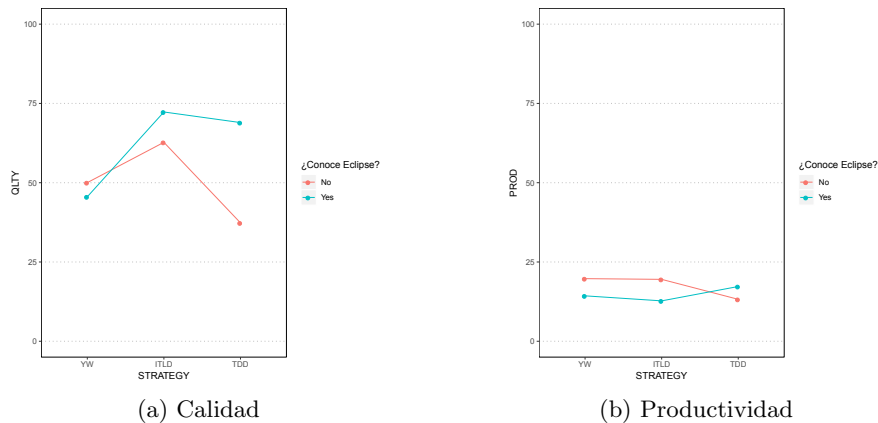 100
75
50
25
0
QLTY
YW ITLD TDD
STRATEGY
¿Conoce Eclipse?
No
Yes
(a) Calidad
100
75
50
25
0
PROD
YW ITLD TDD
STRATEGY
¿Conoce Eclipse?
No
Yes
(b) Productividad